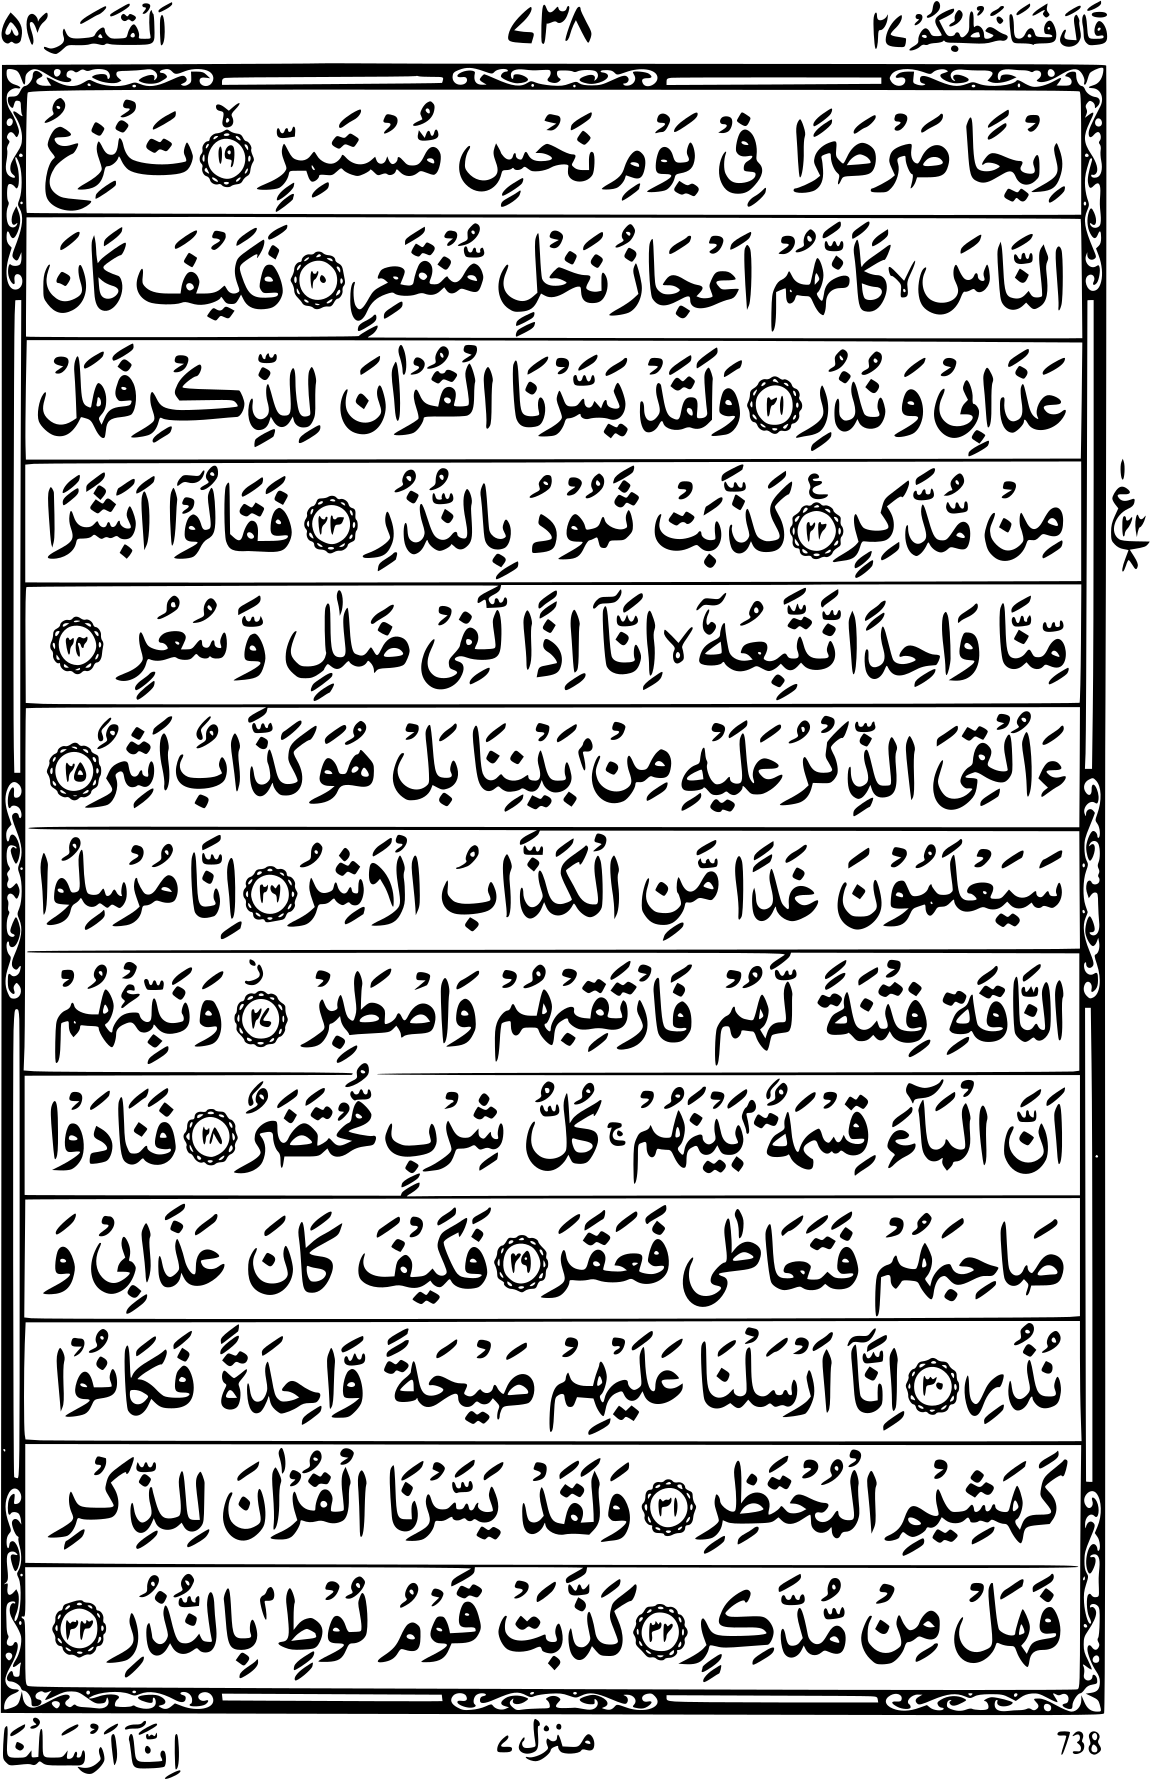 قَالَ فَمَا خَطْبُكُمْ ٢٧ ٧٣٨ اَلْقَمَر ٥٤
رِيْحًا صَرْصَرًا فِيْ يَوْمِ نَحْسٍ مُّسْتَمِرٍّ ۙ﴿١٩﴾ تَنْزِعُ
النَّاسَ ۙ كَاَنَّهُمْ اَعْجَازُ نَخْلٍ مُّنْقَعِرٍ ﴿٢٠﴾ فَكَيْفَ كَانَ
عَذَابِيْ وَ نُذُرِ ﴿٢١﴾ وَلَقَدْ يَسَّرْنَا الْقُرْاٰنَ لِلذِّكْرِ فَهَلْ
مِنْ مُّدَّكِرٍ ﴿٢٢﴾ ع كَذَّبَتْ ثَمُوْدُ بِالنُّذُرِ ﴿٢٣﴾ فَقَالُوْٓا اَبَشَرًا
ع ١ ٢٢ ٨
مِّنَّا وَاحِدًا نَّتَّبِعُهٗٓ ۙ اِنَّآ اِذًا لَّفِيْ ضَلٰلٍ وَّ سُعُرٍ ﴿٢٤﴾
ءَاُلْقِيَ الذِّكْرُ عَلَيْهِ مِنْۢ بَيْنِنَا بَلْ هُوَ كَذَّابٌ اَشِرٌ ﴿٢٥﴾
سَيَعْلَمُوْنَ غَدًا مَّنِ الْكَذَّابُ الْاَشِرُ ﴿٢٦﴾ اِنَّا مُرْسِلُوا
النَّاقَةِ فِتْنَةً لَّهُمْ فَارْتَقِبْهُمْ وَاصْطَبِرْ ﴿٢٧﴾ ز وَنَبِّئْهُمْ
اَنَّ الْمَآءَ قِسْمَةٌۢ بَيْنَهُمْ ۚ كُلُّ شِرْبٍ مُّحْتَضَرٌ ﴿٢٨﴾ فَنَادَوْا
صَاحِبَهُمْ فَتَعَاطٰى فَعَقَرَ ﴿٢٩﴾ فَكَيْفَ كَانَ عَذَابِيْ وَ
نُذُرِ ﴿٣٠﴾ اِنَّآ اَرْسَلْنَا عَلَيْهِمْ صَيْحَةً وَّاحِدَةً فَكَانُوْا
كَهَشِيْمِ الْمُحْتَظِرِ ﴿٣١﴾ وَلَقَدْ يَسَّرْنَا الْقُرْاٰنَ لِلذِّكْرِ
فَهَلْ مِنْ مُّدَّكِرٍ ﴿٣٢﴾ كَذَّبَتْ قَوْمُ لُوْطٍۢ بِالنُّذُرِ ﴿٣٣﴾
738 منزل ٧ اِنَّآ اَرْسَلْنَا